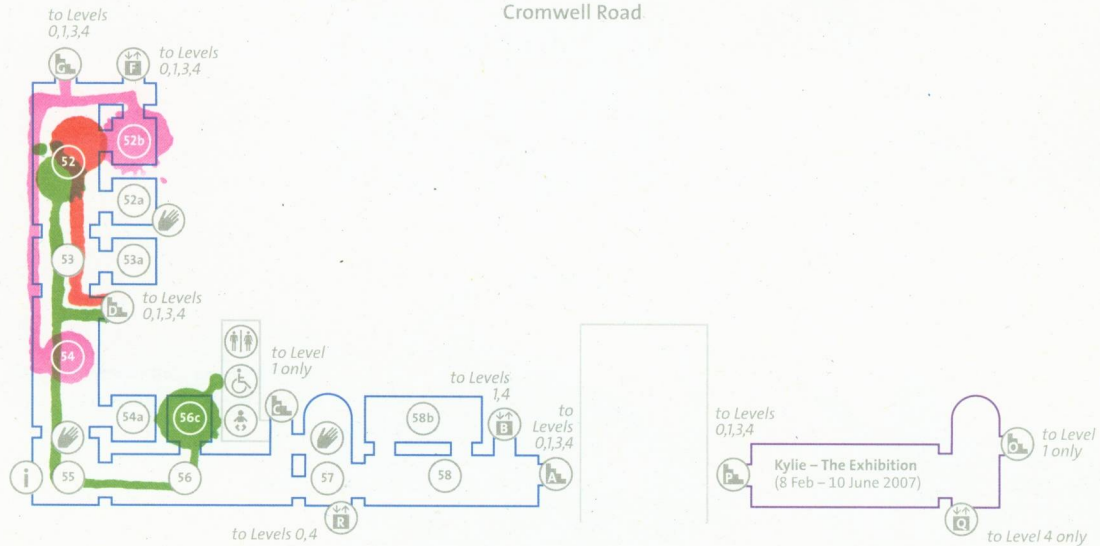 Cromwell Road
to Levels
0,1,3,4
G
F
to Levels
0,1,3,4
52b
52
52a
53
53a
D
to Levels
0,1,3,4
54
54a
56c
to Level
1 only
C
to Levels
1,4
B
58b
to
Levels
0,1,3,4
A
i
55
56
57
58
R
to Levels 0,4
to Levels
0,1,3,4
P
Kylie – The Exhibition
(8 Feb – 10 June 2007)
O
to Level
1 only
Q
to Level 4 only